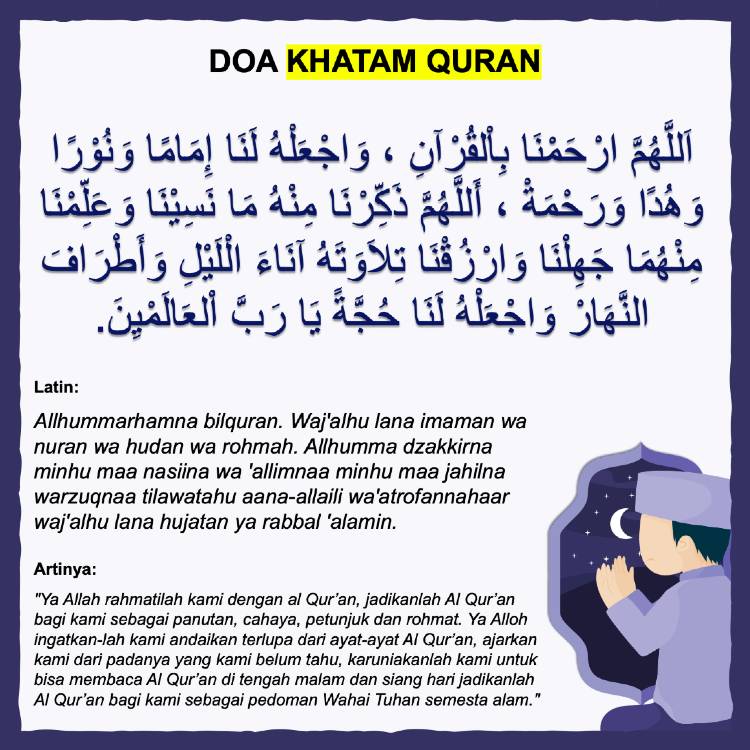 DOA KHATAM QURAN
اَللَّهُمَّ ارْحَمْنَا بِاْلقُرْآنِ ، وَاجْعَلْهُ لَنَا إِمَامًا وَنُوْرًا
وَهُدًا وَرَحْمَةْ ، أَللَّهُمَّ ذَكِّرْنَا مِنْهُ مَا نَسِيْنَا وَعَلِّمْنَا
مِنْهُمَا جَهِلْنَا وَارْزُقْنَا تِلاَوَتَهُ آنَاءَ الْلَيْلِ وَأَطْرَافَ
النَّهَارْ وَاجْعَلْهُ لَنَا حُجَّةً يَا رَبَّ اْلعَالَمْيِنَ.
Latin:
Allhummarhamna bilquran. Waj'alhu lana imaman wa
nuran wa hudan wa rohmah. Allhumma dzakkirna
minhu maa nasiina wa 'allimnaa minhu maa jahilna
warzuqnaa tilawatahu aana-allaili wa'atrofannahaar
waj'alhu lana hujatan ya rabbal 'alamin.
Artinya:
"Ya Allah rahmatilah kami dengan al Qur’an, jadikanlah Al Qur’an
bagi kami sebagai panutan, cahaya, petunjuk dan rohmat. Ya Alloh
ingatkan-lah kami andaikan terlupa dari ayat-ayat Al Qur’an, ajarkan
kami dari padanya yang kami belum tahu, karuniakanlah kami untuk
bisa membaca Al Qur’an di tengah malam dan siang hari jadikanlah
Al Qur’an bagi kami sebagai pedoman Wahai Tuhan semesta alam."